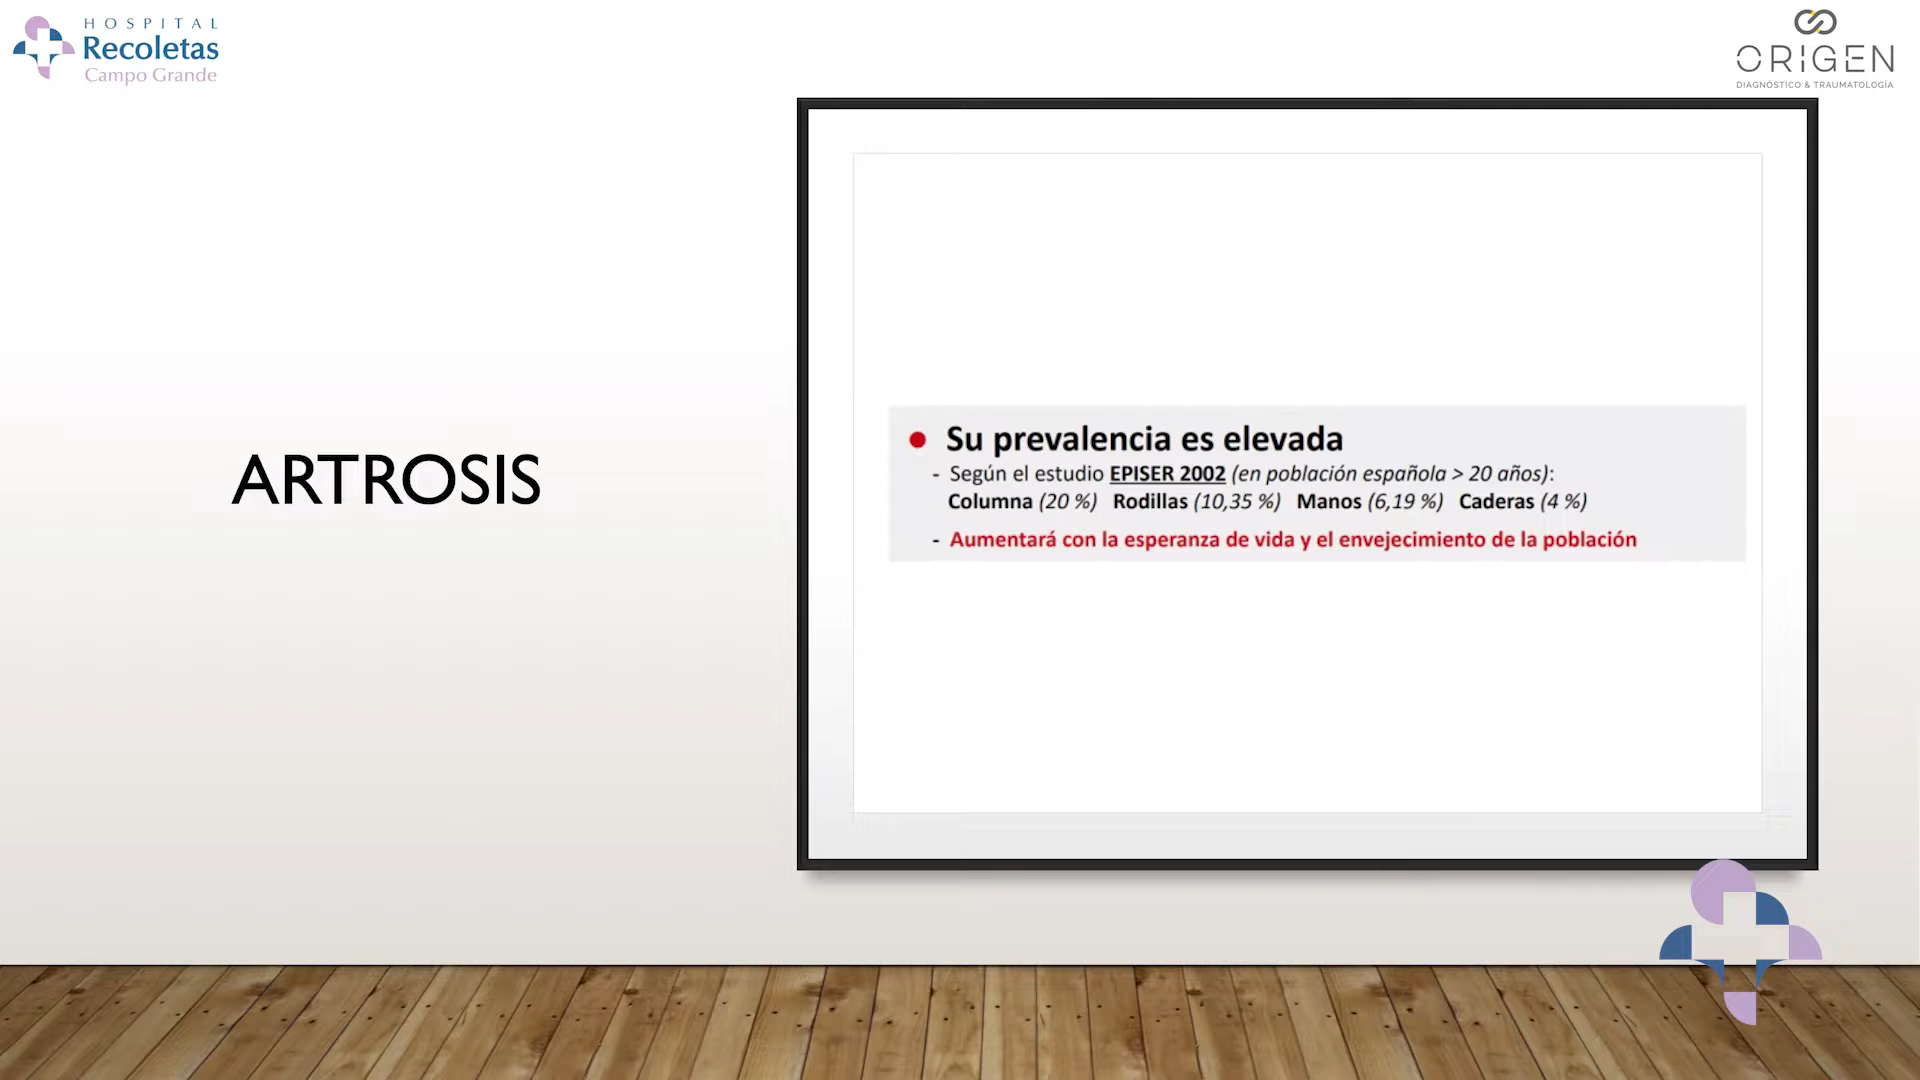 HOSPITAL
Recoletas
Campo Grande
ORIGEN
DIAGNÓSTICO & TRAUMATOLOGÍA
ARTROSIS
● Su prevalencia es elevada
- Según el estudio EPISER 2002 (en población española > 20 años):
Columna (20 %) Rodillas (10,35 %) Manos (6,19 %) Caderas (4 %)
- Aumentará con la esperanza de vida y el envejecimiento de la población